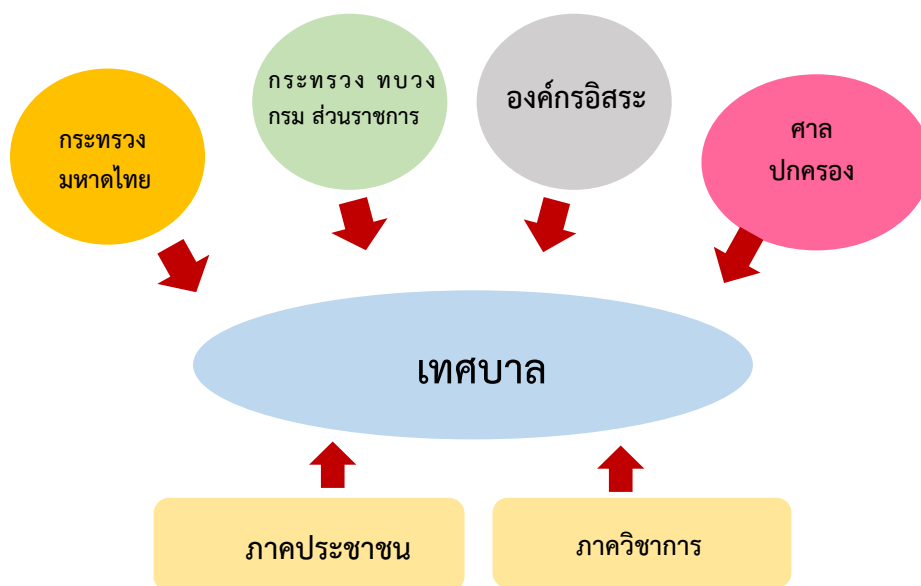 กระทรวง
มหาดไทย
กระทรวง ทบวง
กรม ส่วนราชการ
องค์กรอิสระ
ศาล
ปกครอง
เทศบาล
ภาคประชาชน
ภาควิชาการ